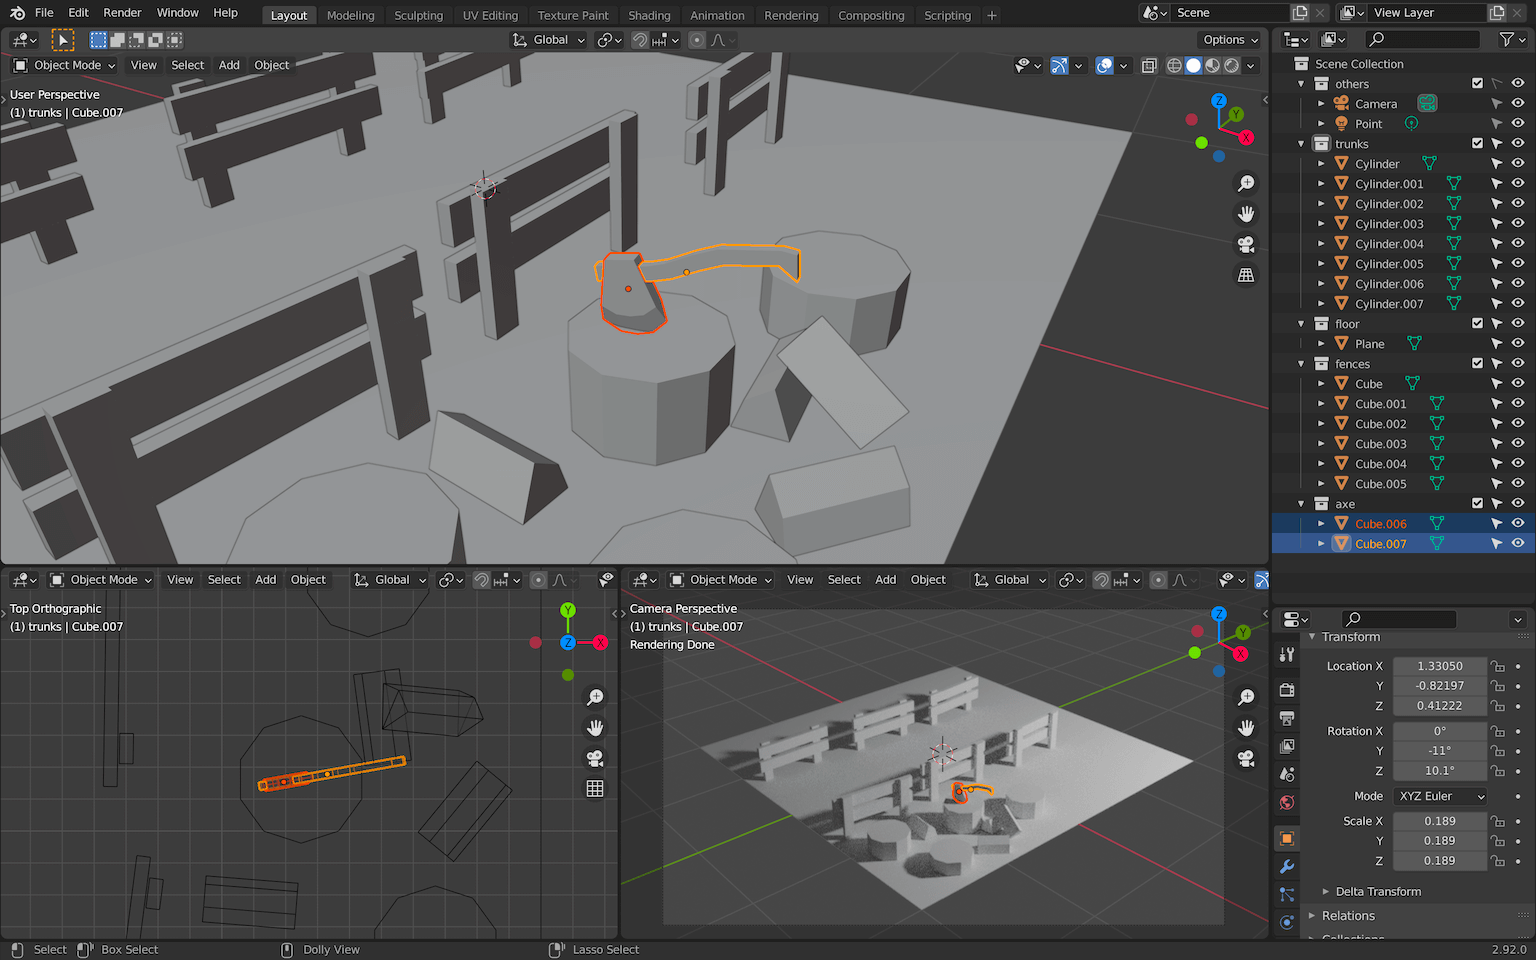 File Edit Render Window Help Layout Modeling Sculpting UV Editing Texture Paint Shading Animation Rendering Compositing Scripting + Scene View Layer
Global Options
Object Mode View Select Add Object
User Perspective
(1) trunks | Cube.007
Z
Y
X
Scene Collection
others
Camera
Point
trunks
Cylinder
Cylinder.001
Cylinder.002
Cylinder.003
Cylinder.004
Cylinder.005
Cylinder.006
Cylinder.007
floor
Plane
fences
Cube
Cube.001
Cube.002
Cube.003
Cube.004
Cube.005
axe
Cube.006
Cube.007
Object Mode View Select Add Object Global
Top Orthographic
(1) trunks | Cube.007
Y
Z X
Object Mode View Select Add Object Global
Camera Perspective
(1) trunks | Cube.007
Rendering Done
Z
Y
X
Transform
Location X 1.33050
Y -0.82197
Z 0.41222
Rotation X 0°
Y -11°
Z 10.1°
Mode XYZ Euler
Scale X 0.189
Y 0.189
Z 0.189
Delta Transform
Relations
Collections
Select Box Select Dolly View Lasso Select 2.92.0